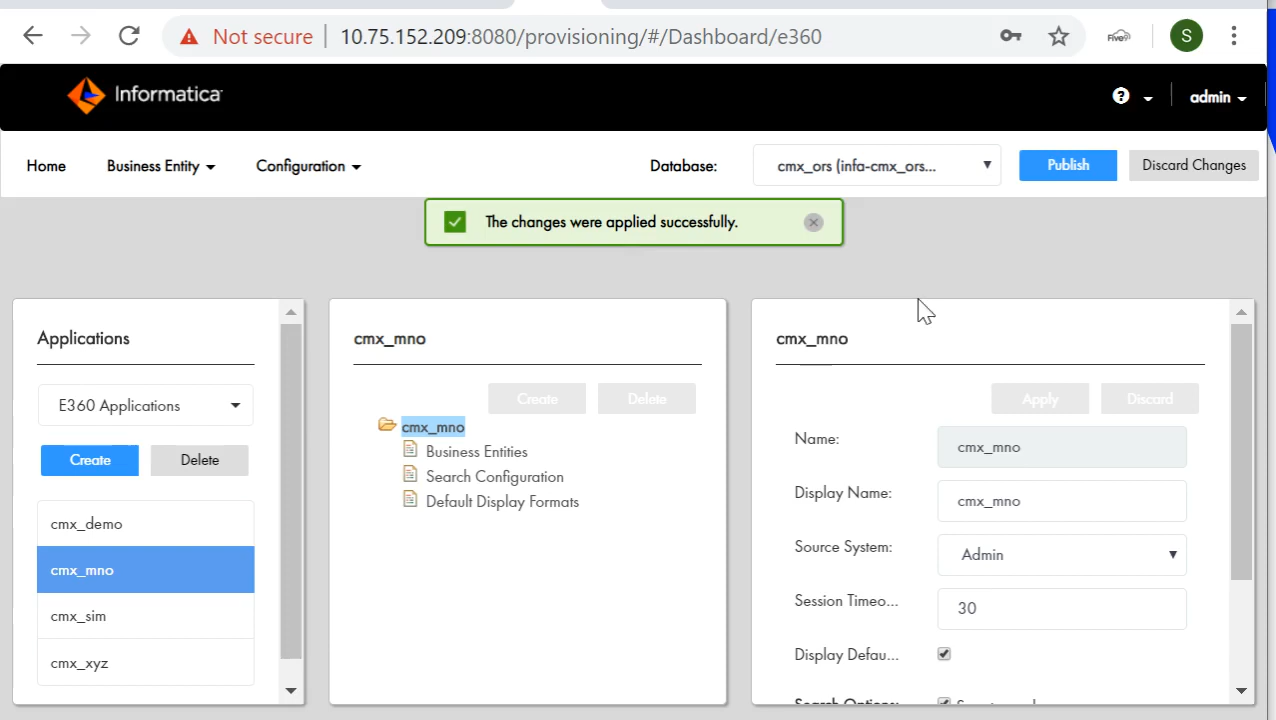 Not secure | 10.75.152.209:8080/provisioning/#/Dashboard/e360 Five9 S
Informatica ? admin
Home Business Entity Configuration Database: cmx_ors (infa-cmx_ors... Publish Discard Changes
The changes were applied successfully.
Applications
E360 Applications
Create Delete
cmx_demo
cmx_mno
cmx_sim
cmx_xyz
cmx_mno
Create Delete
cmx_mno
Business Entities
Search Configuration
Default Display Formats
cmx_mno
Apply Discard
Name: cmx_mno
Display Name: cmx_mno
Source System: Admin
Session Timeo... 30
Display Defau...
Search Options: